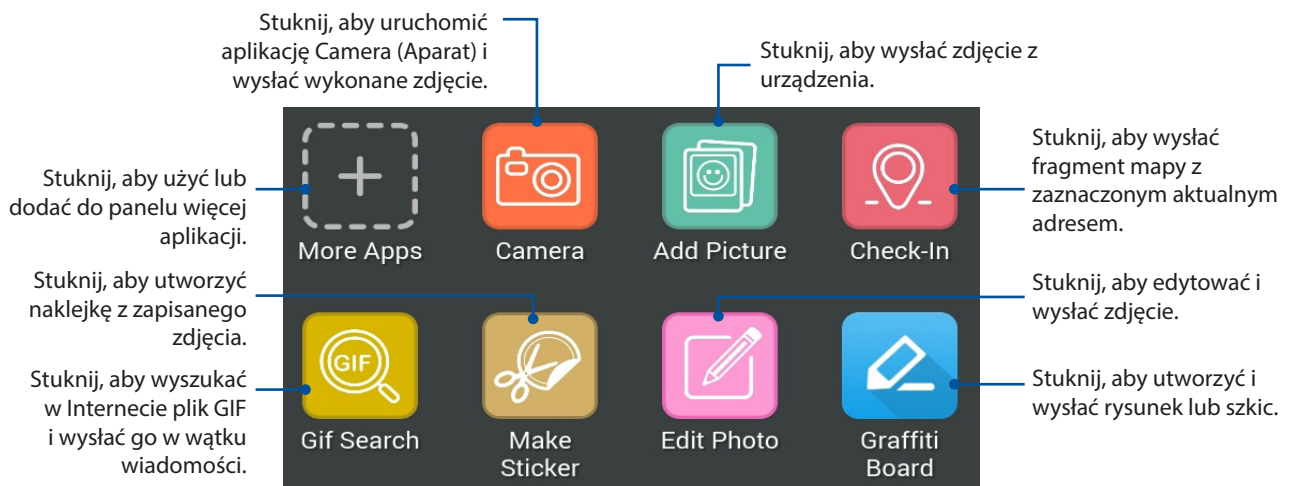 Stuknij, aby uruchomić
aplikację Camera (Aparat) i
wysłać wykonane zdjęcie.
Stuknij, aby wysłać zdjęcie z
urządzenia.
Stuknij, aby użyć lub
dodać do panelu więcej
aplikacji.
Stuknij, aby wysłać
fragment mapy z
zaznaczonym aktualnym
adresem.
More Apps
Camera
Add Picture
Check-In
Stuknij, aby utworzyć
naklejkę z zapisanego
zdjęcia.
Stuknij, aby edytować i
wysłać zdjęcie.
Stuknij, aby wyszukać
w Internecie plik GIF
i wysłać go w wątku
wiadomości.
GIF
Stuknij, aby utworzyć i
wysłać rysunek lub szkic.
Gif Search
Make
Sticker
Edit Photo
Graffiti
Board